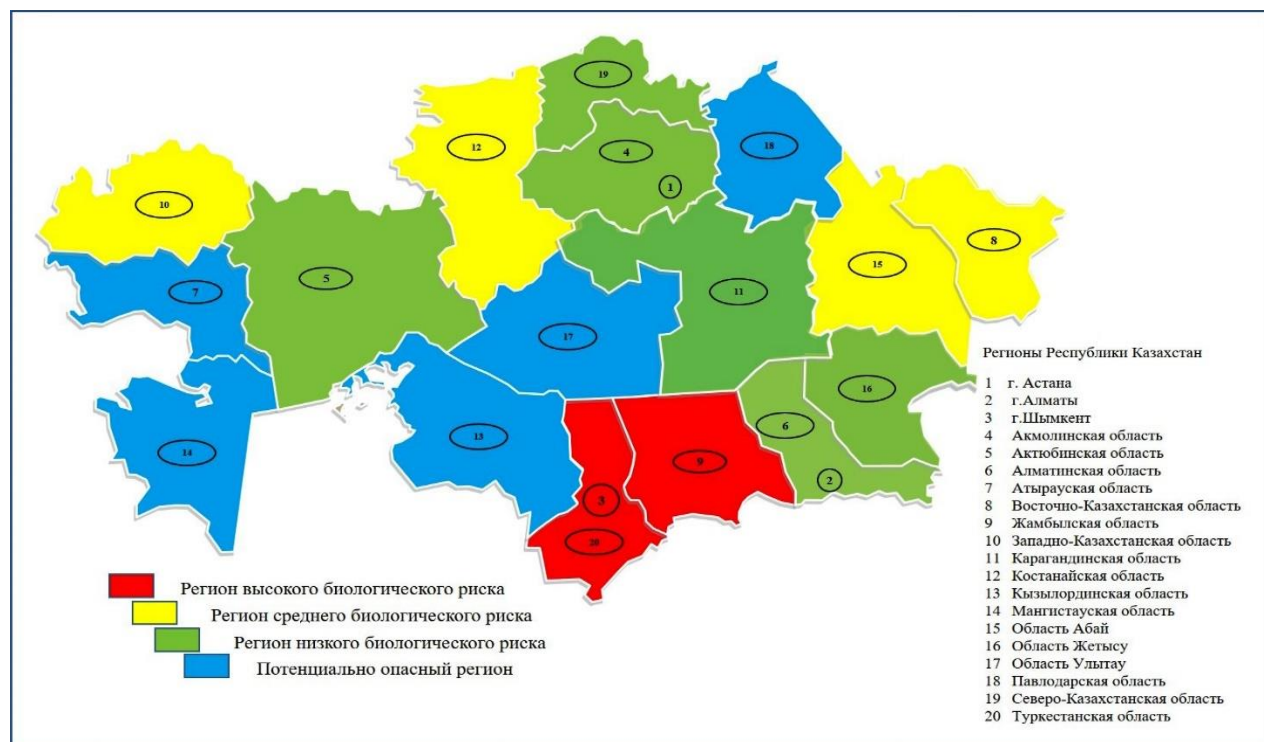 19
12
4
18
1
10
8
15
5
7
11
17
16
6
13
14
9
2
3
20
Регионы Республики Казахстан
1 г. Астана
2 г.Алматы
3 г.Шымкент
4 Акмолинская область
5 Актюбинская область
6 Алматинская область
7 Атырауская область
8 Восточно-Казахстанская область
9 Жамбылская область
10 Западно-Казахстанская область
11 Карагандинская область
12 Костанайская область
13 Кызылординская область
14 Мангистауская область
15 Область Абай
16 Область Жетысу
17 Область Улытау
18 Павлодарская область
19 Северо-Казахстанская область
20 Туркестанская область
Регион высокого биологического риска
Регион среднего биологического риска
Регион низкого биологического риска
Потенциально опасный регион